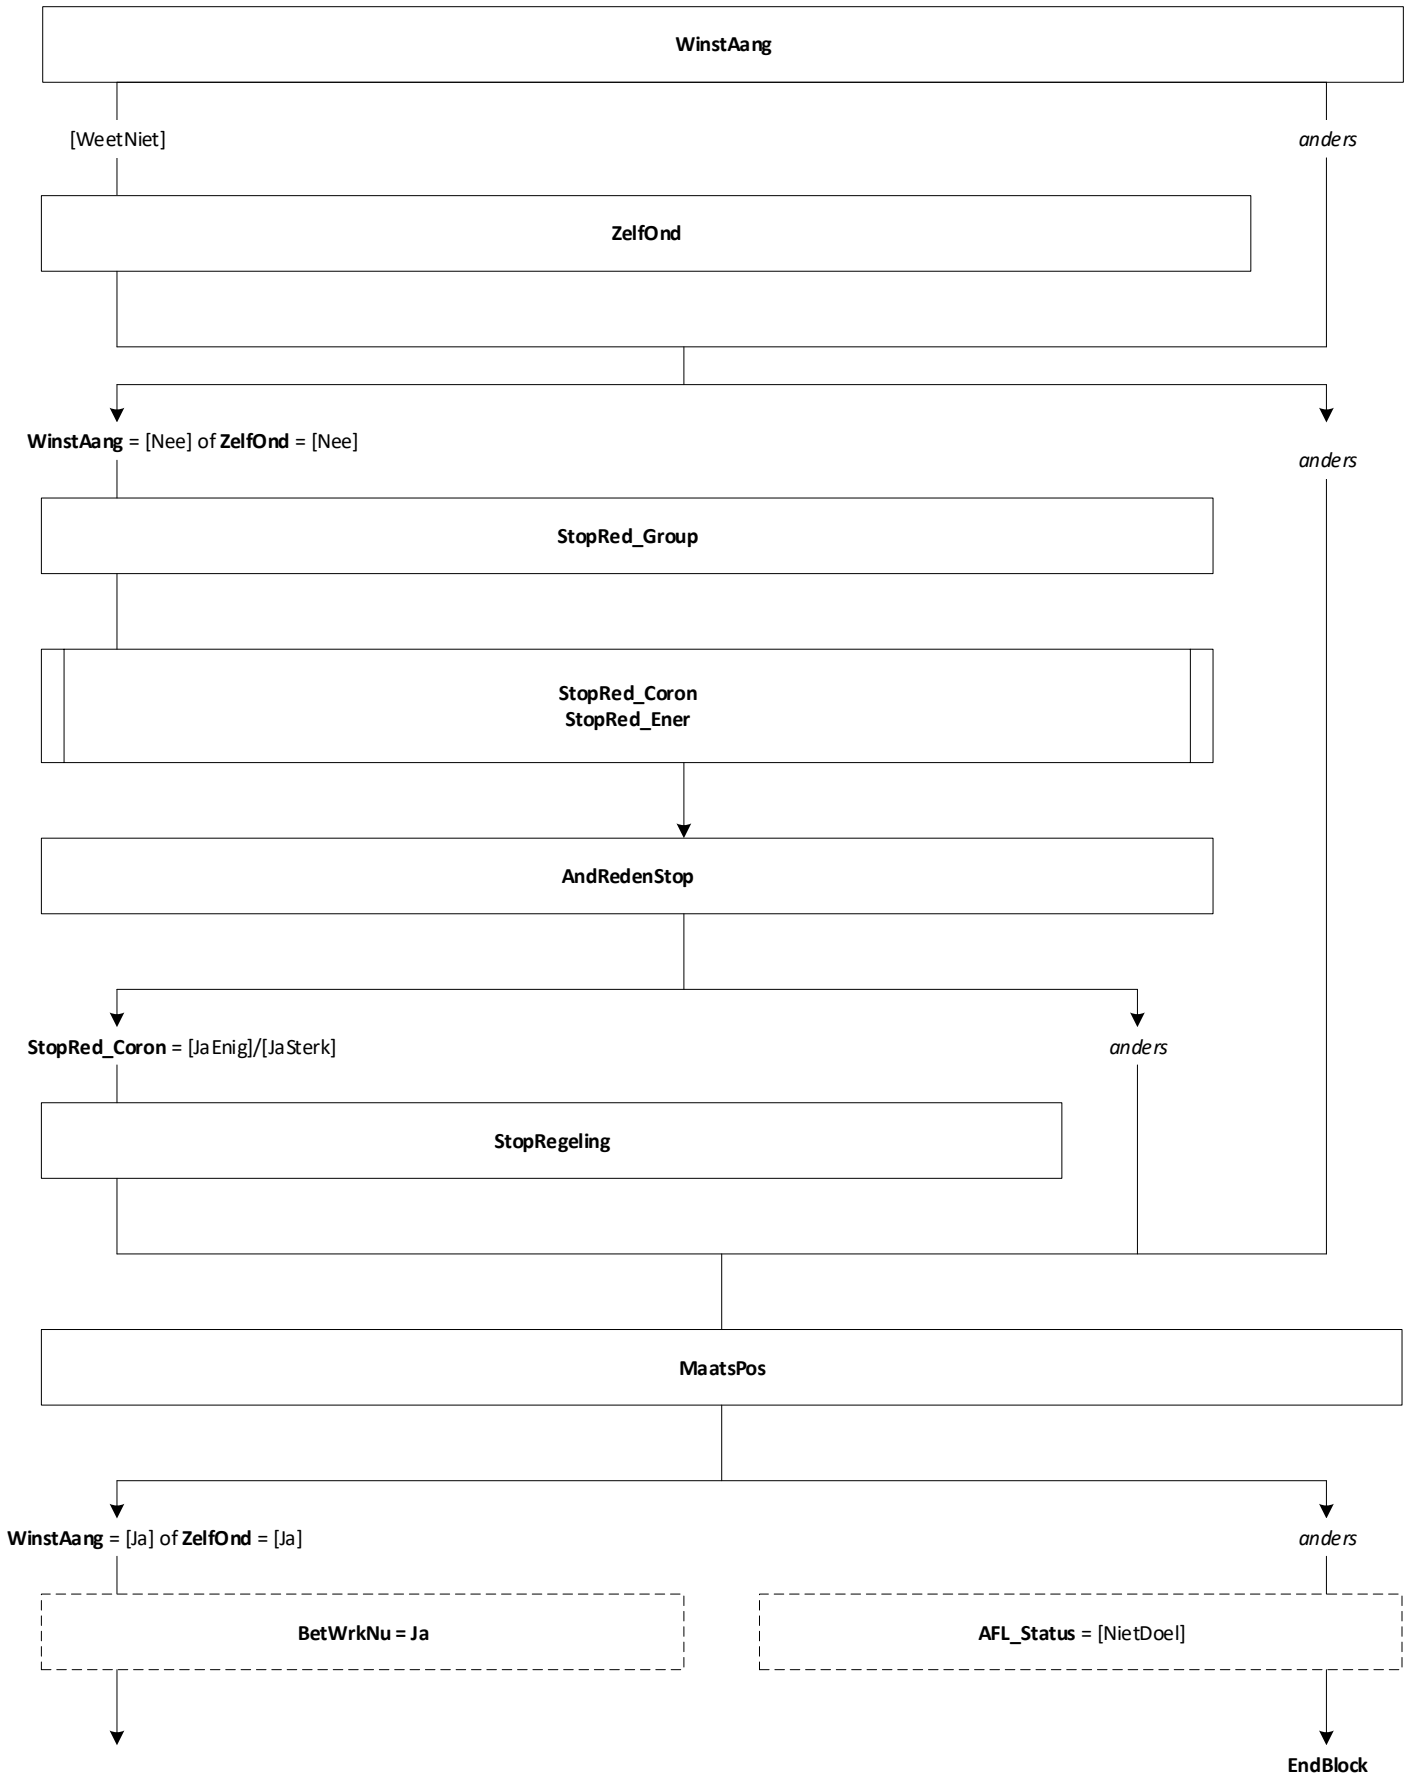 WinstAang
[WeetNiet]
anders
ZelfOnd
WinstAang = [Nee] of ZelfOnd = [Nee]
anders
StopRed_Group
StopRed_Coron
StopRed_Ener
AndRedenStop
StopRed_Coron = [JaEnig]/[JaSterk]
anders
StopRegeling
MaatsPos
WinstAang = [Ja] of ZelfOnd = [Ja]
anders
BetWrkNu = Ja
AFL_Status = [NietDoel]
EndBlock